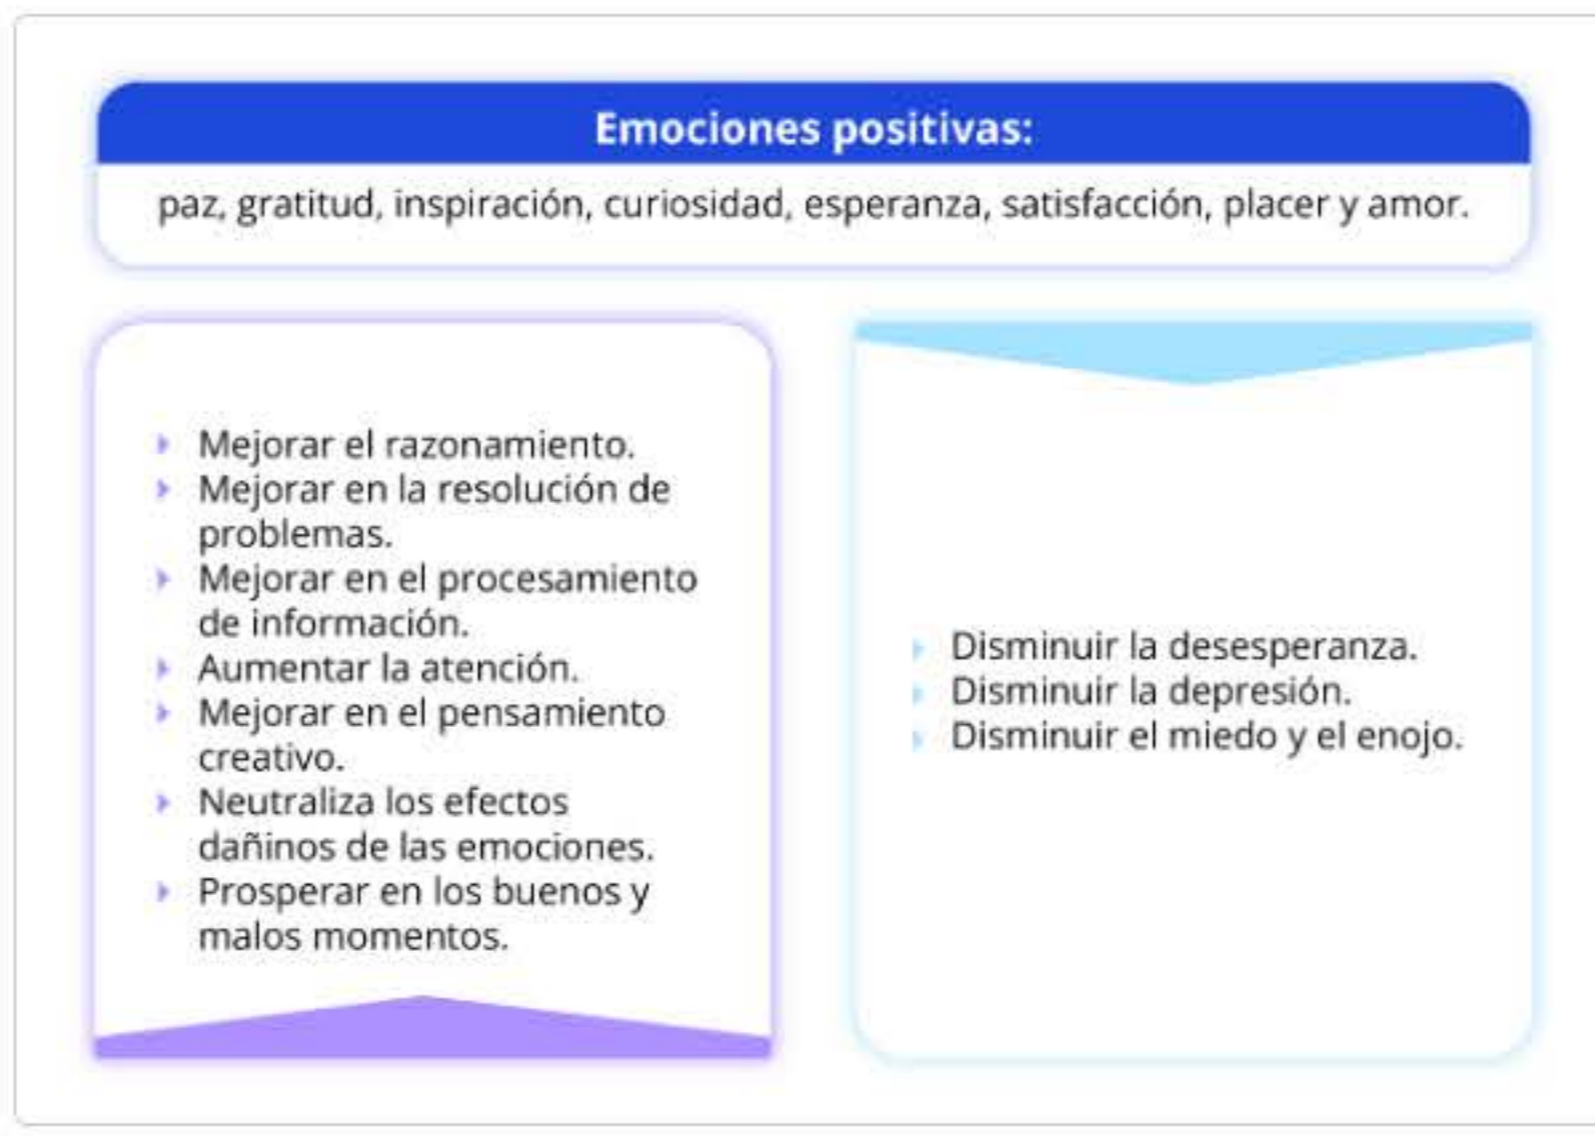 Emociones positivas:
paz, gratitud, inspiración, curiosidad, esperanza, satisfacción, placer y amor.
Mejorar el razonamiento.
Mejorar en la resolución de
problemas.
Mejorar en el procesamiento
de información.
Aumentar la atención.
Mejorar en el pensamiento
creativo.
Neutraliza los efectos
dañinos de las emociones.
Prosperar en los buenos y
malos momentos.
Disminuir la desesperanza.
Disminuir la depresión.
Disminuir el miedo y el enojo.